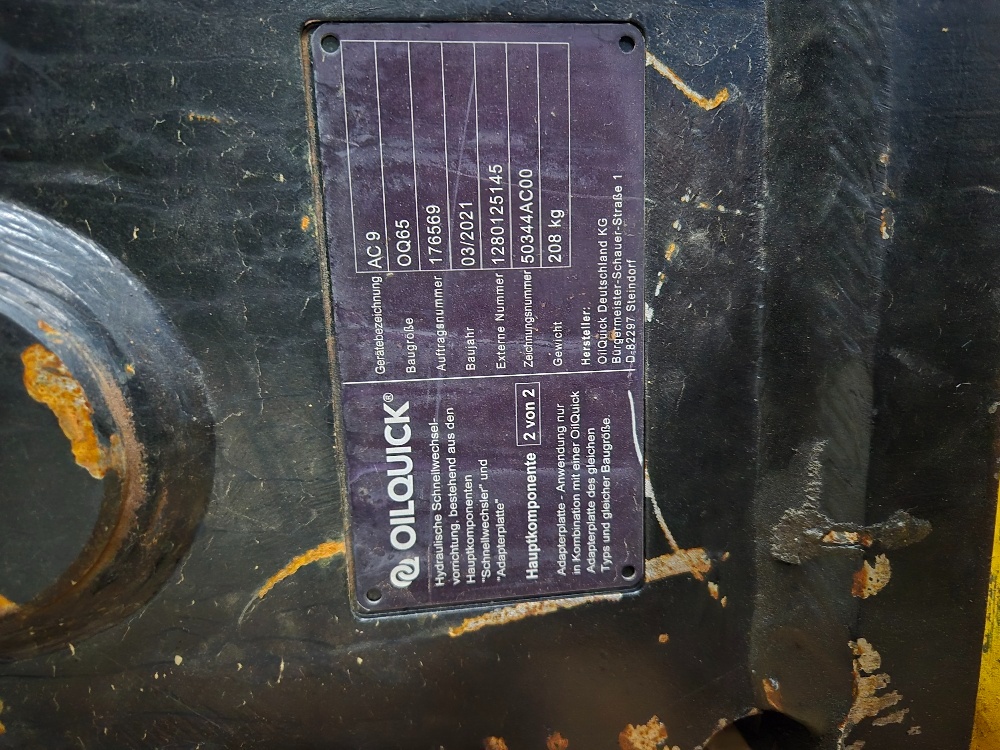 OILQUICK®
Hydraulische Schnellwechsel-
vorrichtung, bestehend aus den
Hauptkomponenten
"Schnellwechsler" und
"Adapterplatte"
Hauptkomponente 2 von 2
Adapterplatte - Anwendung nur
in Kombination mit einer OilQuick
Adapterplatte des gleichen
Typs und gleicher Baugröße.
Gerätebezeichnung AC 9
Baugröße OQ65
Auftragsnummer 176569
Baujahr 03/2021
Externe Nummer 1280125145
Zeichnungsnummer 50344AC00
Gewicht 208 kg
Hersteller:
OilQuick Deutschland KG
Bürgermeister-Schauer-Straße 1
D-82297 Steindorf